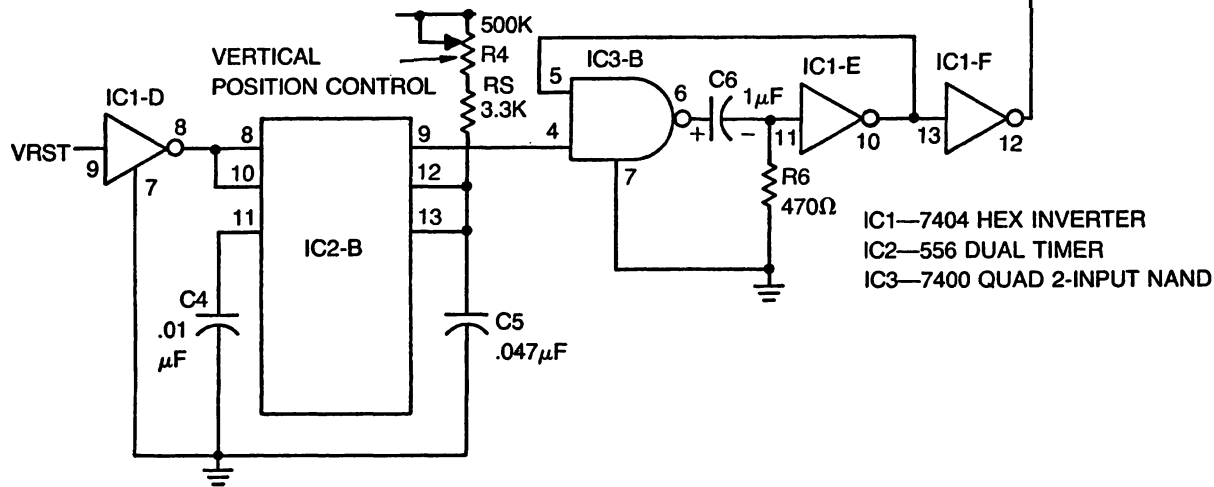 500K
R4
VERTICAL
POSITION CONTROL
RS
3.3K
IC1-D
VRST
9
8
7
8
10
11
IC2-B
9
12
13
C4
.01
µF
C5
.047µF
IC3-B
5
4
6
7
C6
1µF
+
−
R6
470Ω
IC1-E
11
10
IC1-F
13
12
IC1—7404 HEX INVERTER
IC2—556 DUAL TIMER
IC3—7400 QUAD 2-INPUT NAND